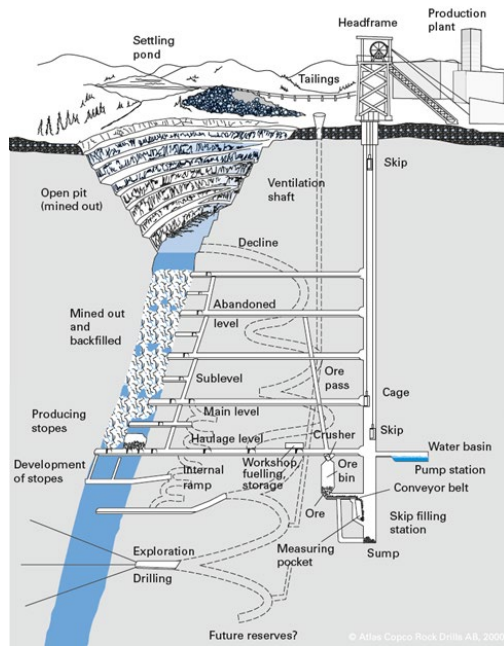 Production
plant
Headframe
Settling
pond
Tailings
Skip
Open pit
(mined out)
Ventilation
shaft
Decline
Abandoned
level
Mined out
and
backfilled
Ore
pass
Sublevel
Cage
Main level
Producing
stopes
Haulage level
Crusher
Skip
Water basin
Development
of stopes
Internal
ramp
Workshop,
fuelling,
storage
Ore
bin
Pump station
Conveyor belt
Ore
Skip filling
station
Measuring
pocket
Exploration
Drilling
Sump
Future reserves?
© Atlas Copco Rock Drills AB, 2000